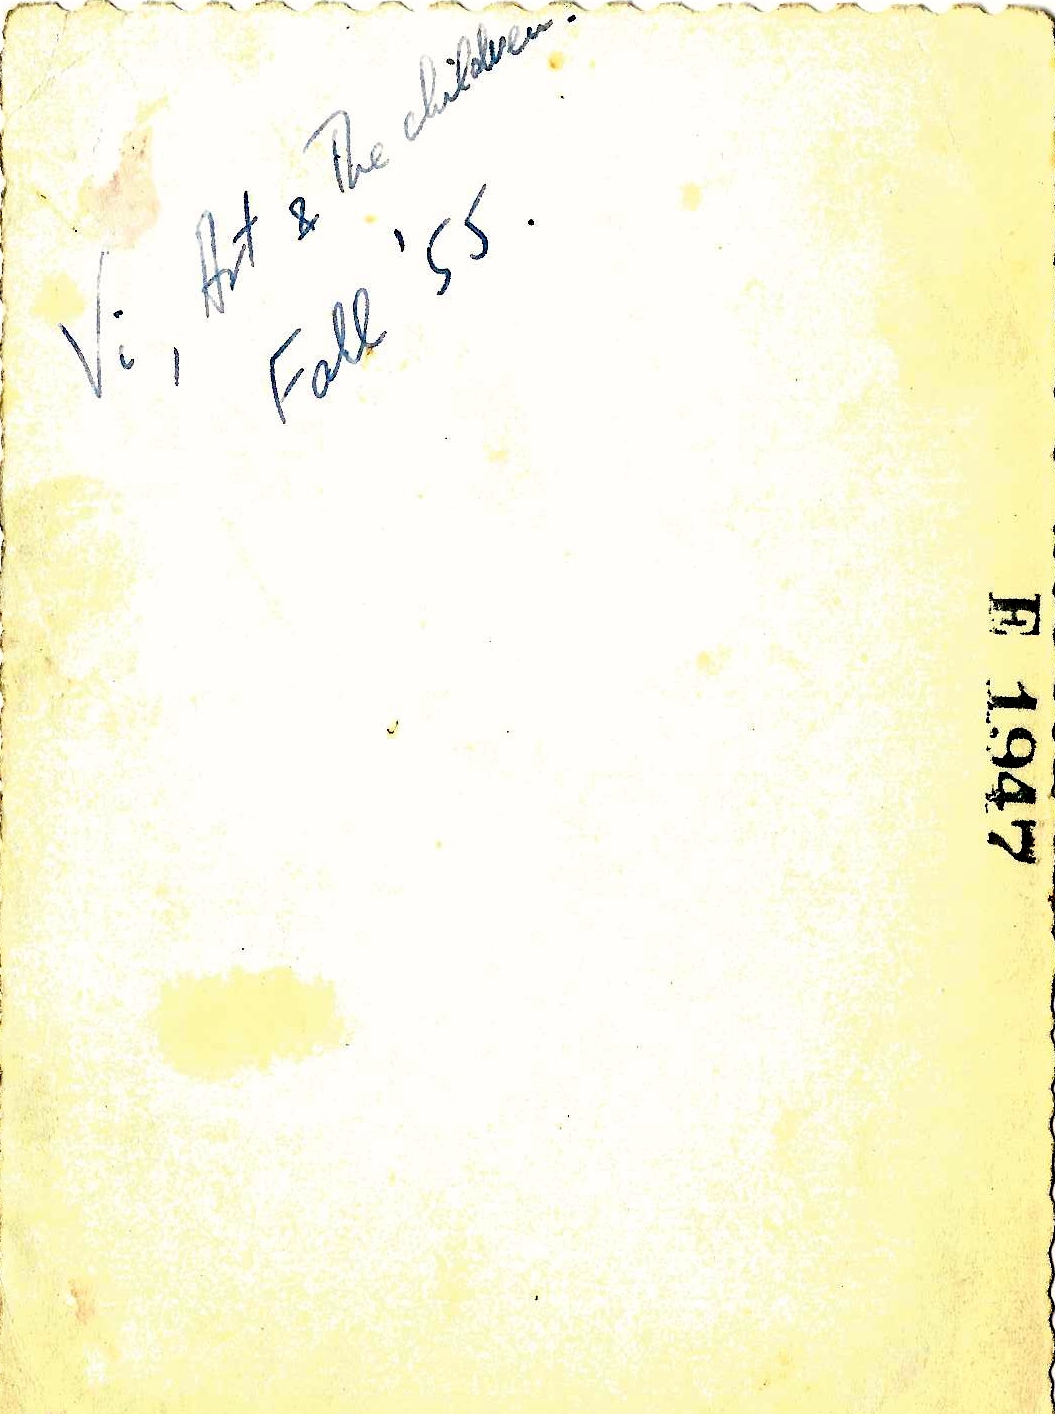 Vi, Art & The children.
Fall '55.
F 1947